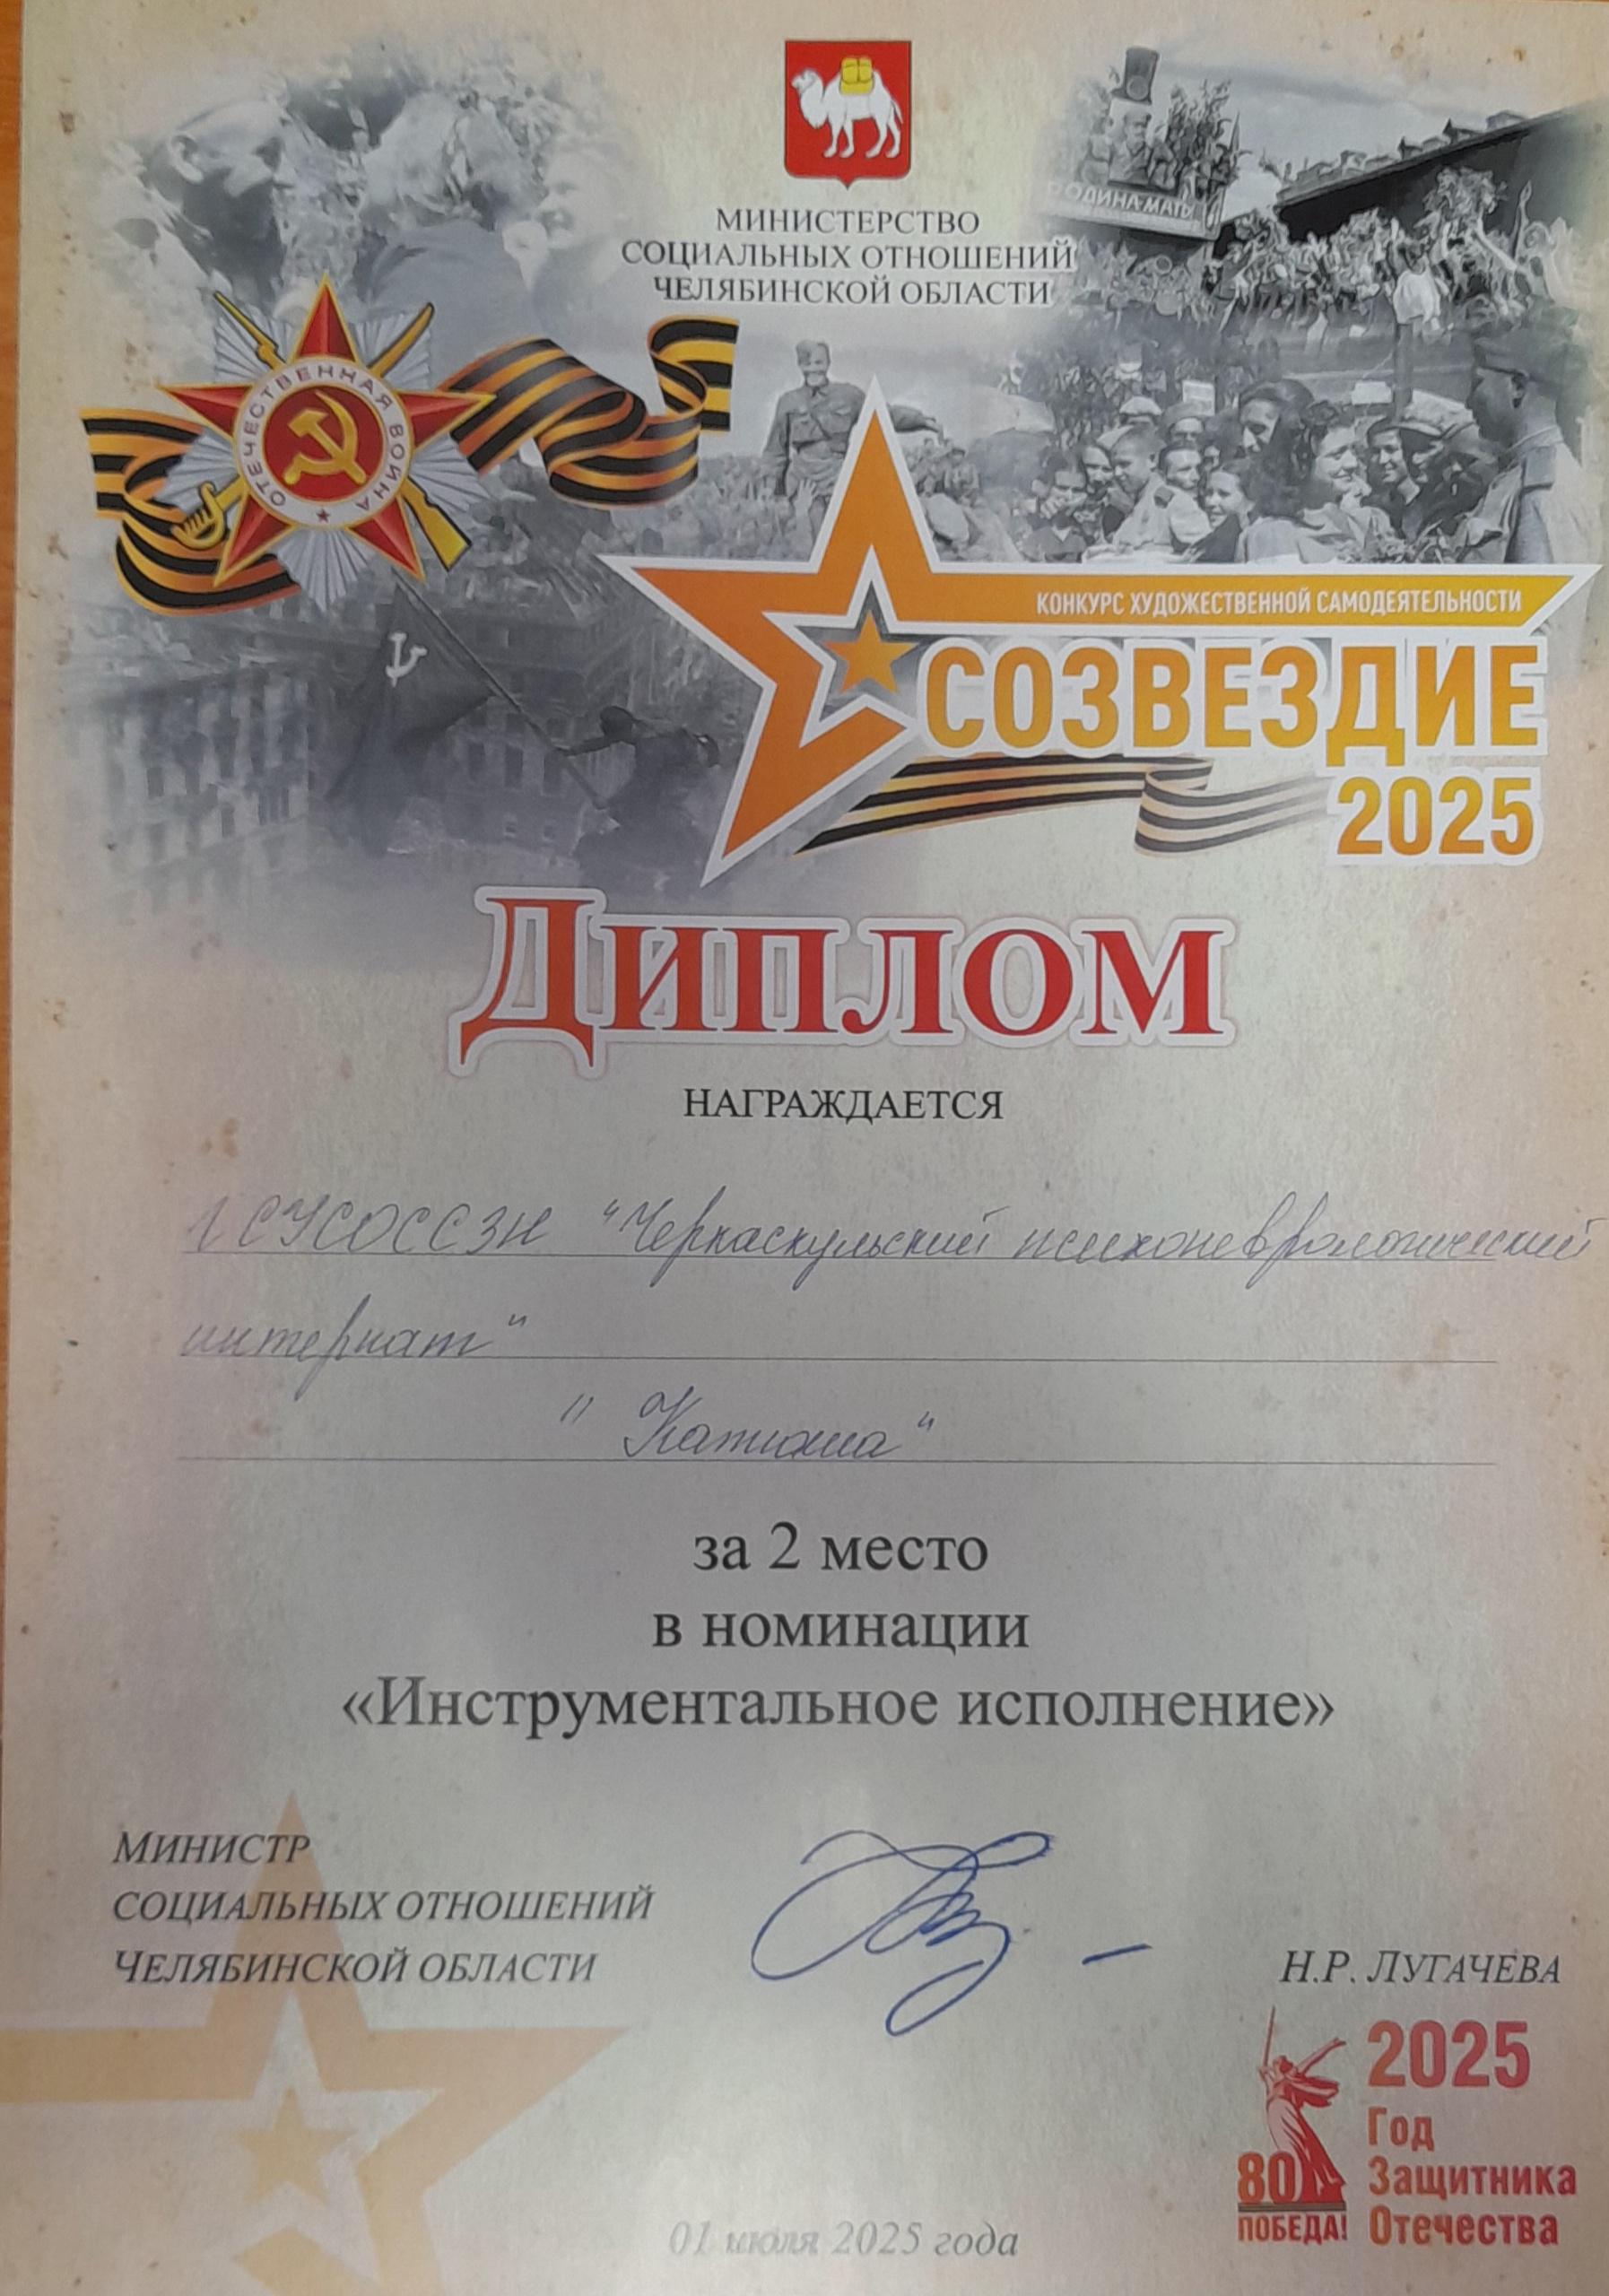 МИНИСТЕРСТВО
СОЦИАЛЬНЫХ ОТНОШЕНИЙ
ЧЕЛЯБИНСКОЙ ОБЛАСТИ
РОДИНА-МАТЬ
ОТЕЧЕСТВЕННАЯ ВОЙНА
КОНКУРС ХУДОЖЕСТВЕННОЙ САМОДЕЯТЕЛЬНОСТИ
СОЗВЕЗДИЕ
2025
ДИПЛОМ
НАГРАЖДАЕТСЯ
ГСУСОССЗН "Черкаскульский психоневрологический
интернат"
"Катюша"
за 2 место
в номинации
«Инструментальное исполнение»
МИНИСТР
СОЦИАЛЬНЫХ ОТНОШЕНИЙ
ЧЕЛЯБИНСКОЙ ОБЛАСТИ
Н.Р. ЛУГАЧЕВА
80
ПОБЕДА!
2025
Год
Защитника
Отечества
01 июля 2025 года